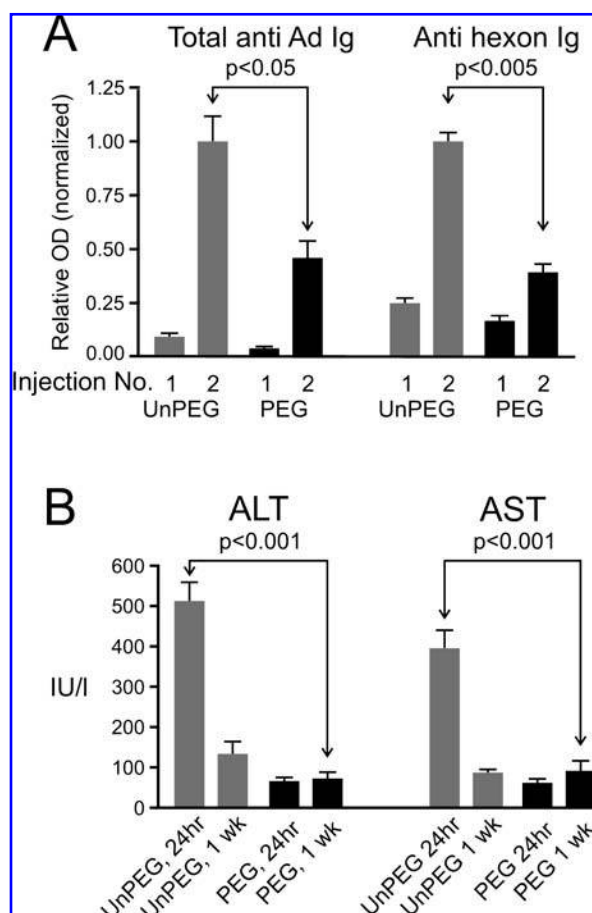 A
Total anti Ad Ig Anti hexon Ig
p<0.05 p<0.005
Relative OD (normalized)
1.25
1.00
0.75
0.50
0.25
0.00
Injection No. 1 2 1 2 1 2 1 2
UnPEG PEG UnPEG PEG
B
ALT AST
p<0.001 p<0.001
IU/l
600
500
400
300
200
100
0
UnPEG, 24hr
UnPEG, 1 wk
PEG, 24hr
PEG, 1 wk
UnPEG 24hr
UnPEG 1 wk
PEG 24hr
PEG 1 wk